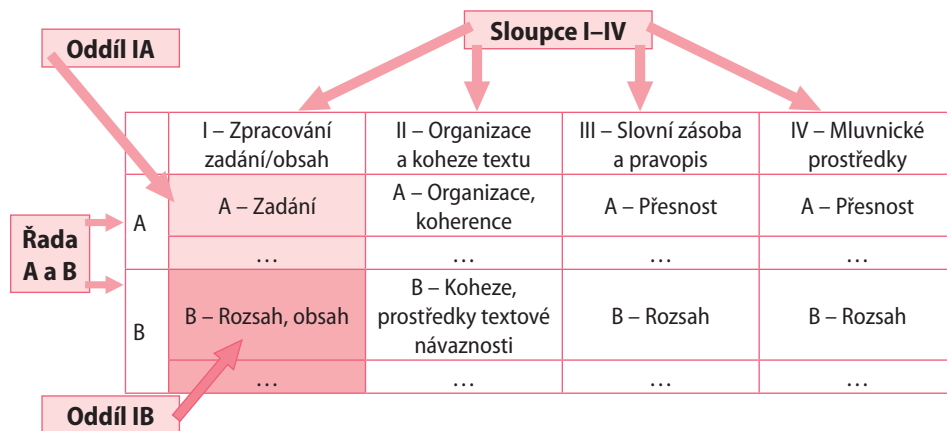 Sloupce I–IV
Oddíl IA
I – Zpracování
zadání/obsah
II – Organizace
a koheze textu
III – Slovní zásoba
a pravopis
IV – Mluvnické
prostředky
Řada
A a B
A
A – Zadání
A – Organizace,
koherence
A – Přesnost
A – Přesnost
…
…
…
…
B
B – Rozsah, obsah
B – Koheze,
prostředky textové
návaznosti
B – Rozsah
B – Rozsah
…
…
…
…
Oddíl IB